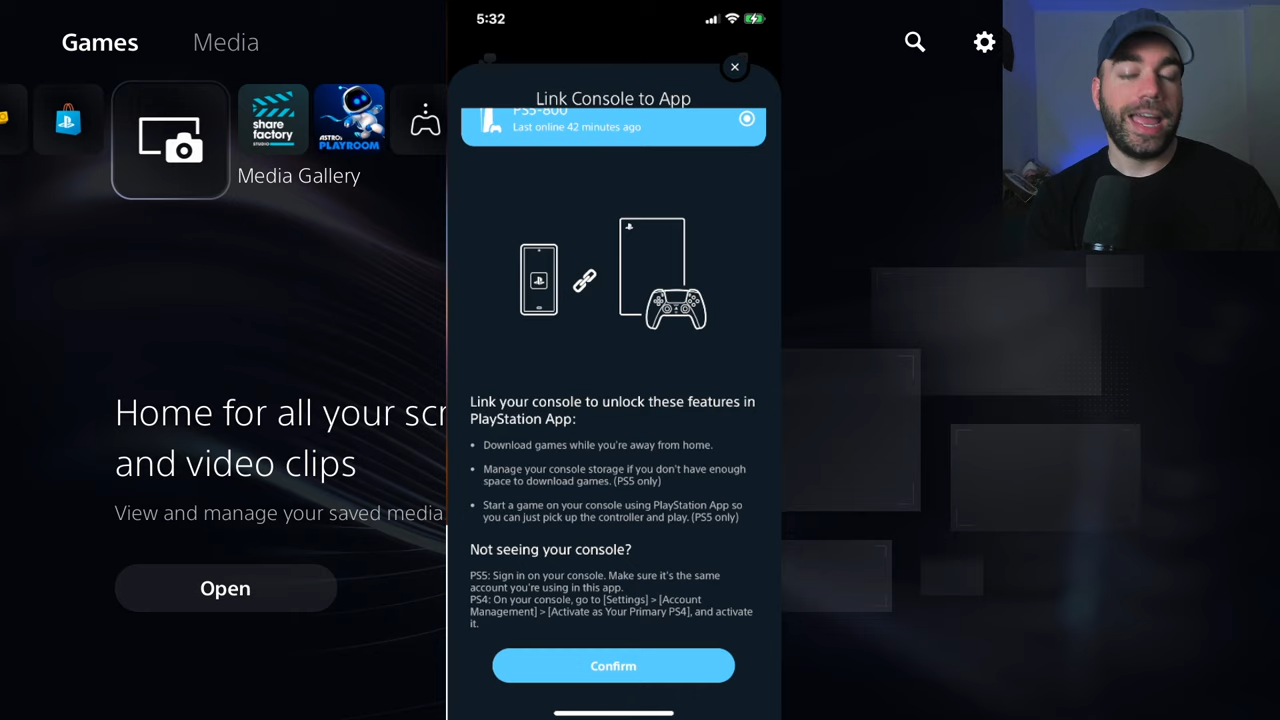 Games
Media
share
factory
STUDIO
ASTRO's
PLAYROOM
Media Gallery
Home for all your scr
and video clips
View and manage your saved media
Open
5:32
Link Console to App
PS5-800
Last online 42 minutes ago
Link your console to unlock these features in
PlayStation App:
• Download games while you're away from home.
• Manage your console storage if you don't have enough
space to download games. (PS5 only)
• Start a game on your console using PlayStation App so
you can just pick up the controller and play. (PS5 only)
Not seeing your console?
PS5: Sign in on your console. Make sure it's the same
account you're using in this app.
PS4: On your console, go to [Settings] > [Account
Management] > [Activate as Your Primary PS4], and activate
it.
Confirm